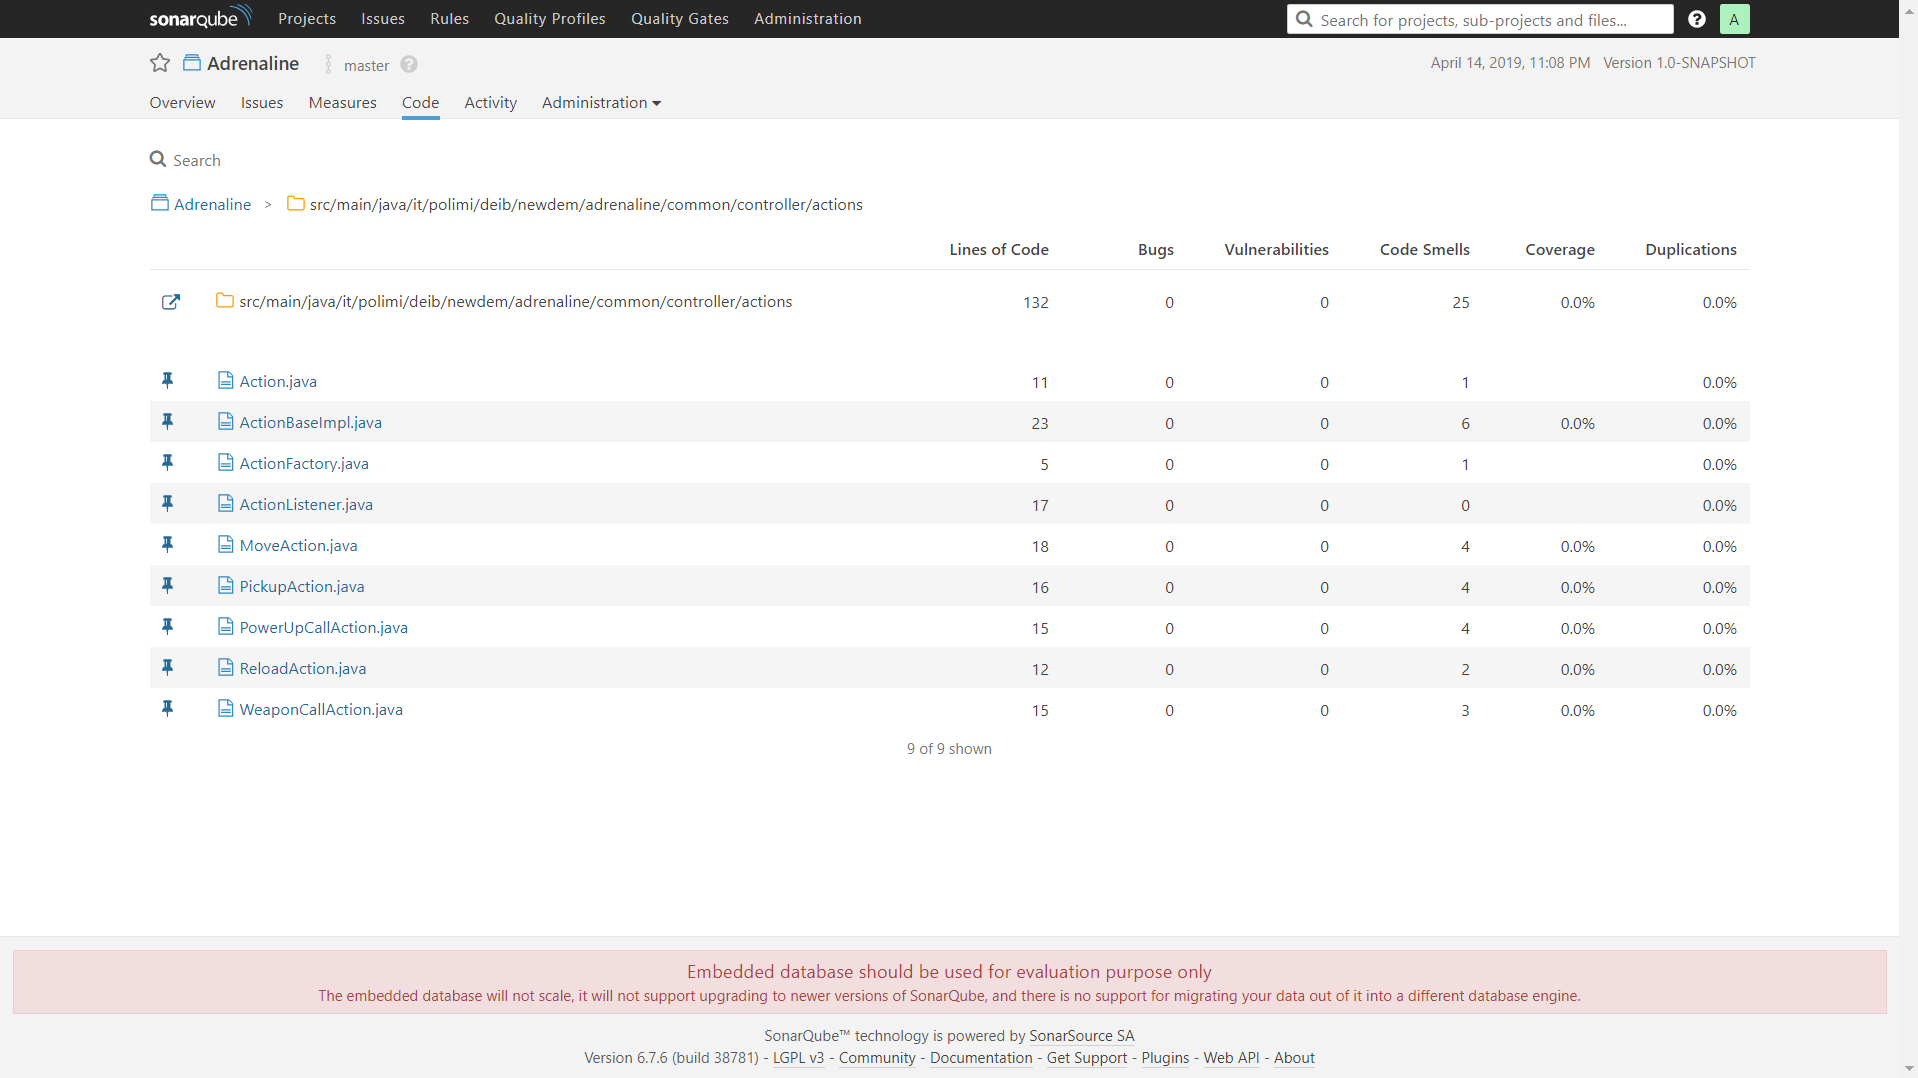 sonarqube Projects Issues Rules Quality Profiles Quality Gates Administration Search for projects, sub-projects and files... ? A
Adrenaline master ? April 14, 2019, 11:08 PM Version 1.0-SNAPSHOT
Overview Issues Measures Code Activity Administration
Search
Adrenaline > src/main/java/it/polimi/deib/newdem/adrenaline/common/controller/actions
Lines of Code Bugs Vulnerabilities Code Smells Coverage Duplications
src/main/java/it/polimi/deib/newdem/adrenaline/common/controller/actions 132 0 0 25 0.0% 0.0%
Action.java 11 0 0 1 0.0%
ActionBaseImpl.java 23 0 0 6 0.0% 0.0%
ActionFactory.java 5 0 0 1 0.0%
ActionListener.java 17 0 0 0 0.0%
MoveAction.java 18 0 0 4 0.0% 0.0%
PickupAction.java 16 0 0 4 0.0% 0.0%
PowerUpCallAction.java 15 0 0 4 0.0% 0.0%
ReloadAction.java 12 0 0 2 0.0% 0.0%
WeaponCallAction.java 15 0 0 3 0.0% 0.0%
9 of 9 shown
Embedded database should be used for evaluation purpose only
The embedded database will not scale, it will not support upgrading to newer versions of SonarQube, and there is no support for migrating your data out of it into a different database engine.
SonarQube™ technology is powered by SonarSource SA
Version 6.7.6 (build 38781) - LGPL v3 - Community - Documentation - Get Support - Plugins - Web API - About